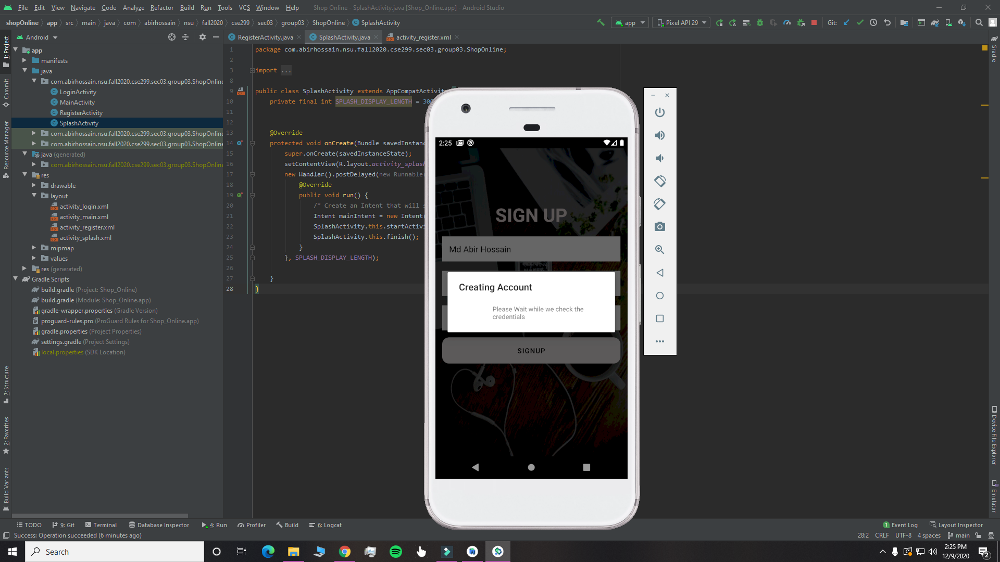 File Edit View Navigate Code Analyze Refactor Build Run Tools VCS Window Help Shop Online - SplashActivity.java [Shop_Online.app] - Android Studio
shopOnline app src main java com abirhossain nsu fall2020 cse299 sec03 group03 ShopOnline SplashActivity app Pixel API 29 Git:
1: Project
Commit
Resource Manager
7: Structure
2: Favorites
Build Variants
Android
app
manifests
java
com.abirhossain.nsu.fall2020.cse299.sec03.group03.ShopOnline
LoginActivity
MainActivity
RegisterActivity
SplashActivity
com.abirhossain.nsu.fall2020.cse299.sec03.group03.ShopOnline
com.abirhossain.nsu.fall2020.cse299.sec03.group03.ShopOnline
java (generated)
com.abirhossain.nsu.fall2020.cse299.sec03.group03.ShopOnline
res
drawable
layout
activity_login.xml
activity_main.xml
activity_register.xml
activity_splash.xml
mipmap
values
res (generated)
Gradle Scripts
build.gradle (Project: Shop_Online)
build.gradle (Module: Shop_Online.app)
gradle-wrapper.properties (Gradle Version)
proguard-rules.pro (ProGuard Rules for Shop_Online.app)
gradle.properties (Project Properties)
settings.gradle (Project Settings)
local.properties (SDK Location)
RegisterActivity.java SplashActivity.java activity_register.xml
1 package com.abirhossain.nsu.fall2020.cse299.sec03.group03.ShopOnline;
2
3 import ...
8
9 public class SplashActivity extends AppCompatActivit
10 private final int SPLASH_DISPLAY_LENGTH = 300
11
12
13 @Override
14 protected void onCreate(Bundle savedInstanc
15 super.onCreate(savedInstanceState);
16 setContentView(R.layout.activity_splash
17 new Handler().postDelayed(new Runnable(
18 @Override
19 public void run() {
20 /* Create an Intent that will s
21 Intent mainIntent = new Intent(
22 SplashActivity.this.startActivi
23 SplashActivity.this.finish();
24 }
25 }, SPLASH_DISPLAY_LENGTH);
26
27 }
28 }
2:25
SIGN UP
Md Abir Hossain
Creating Account
Please Wait while we check the
credentials
SIGNUP
Gradle
Device File Explorer
Emulator
TODO 9: Git Terminal Database Inspector 4: Run Profiler Build 6: Logcat 1 Event Log Layout Inspector
Success: Operation succeeded (6 minutes ago) 28:2 CRLF UTF-8 4 spaces main
Search
2:25 PM
12/9/2020
2